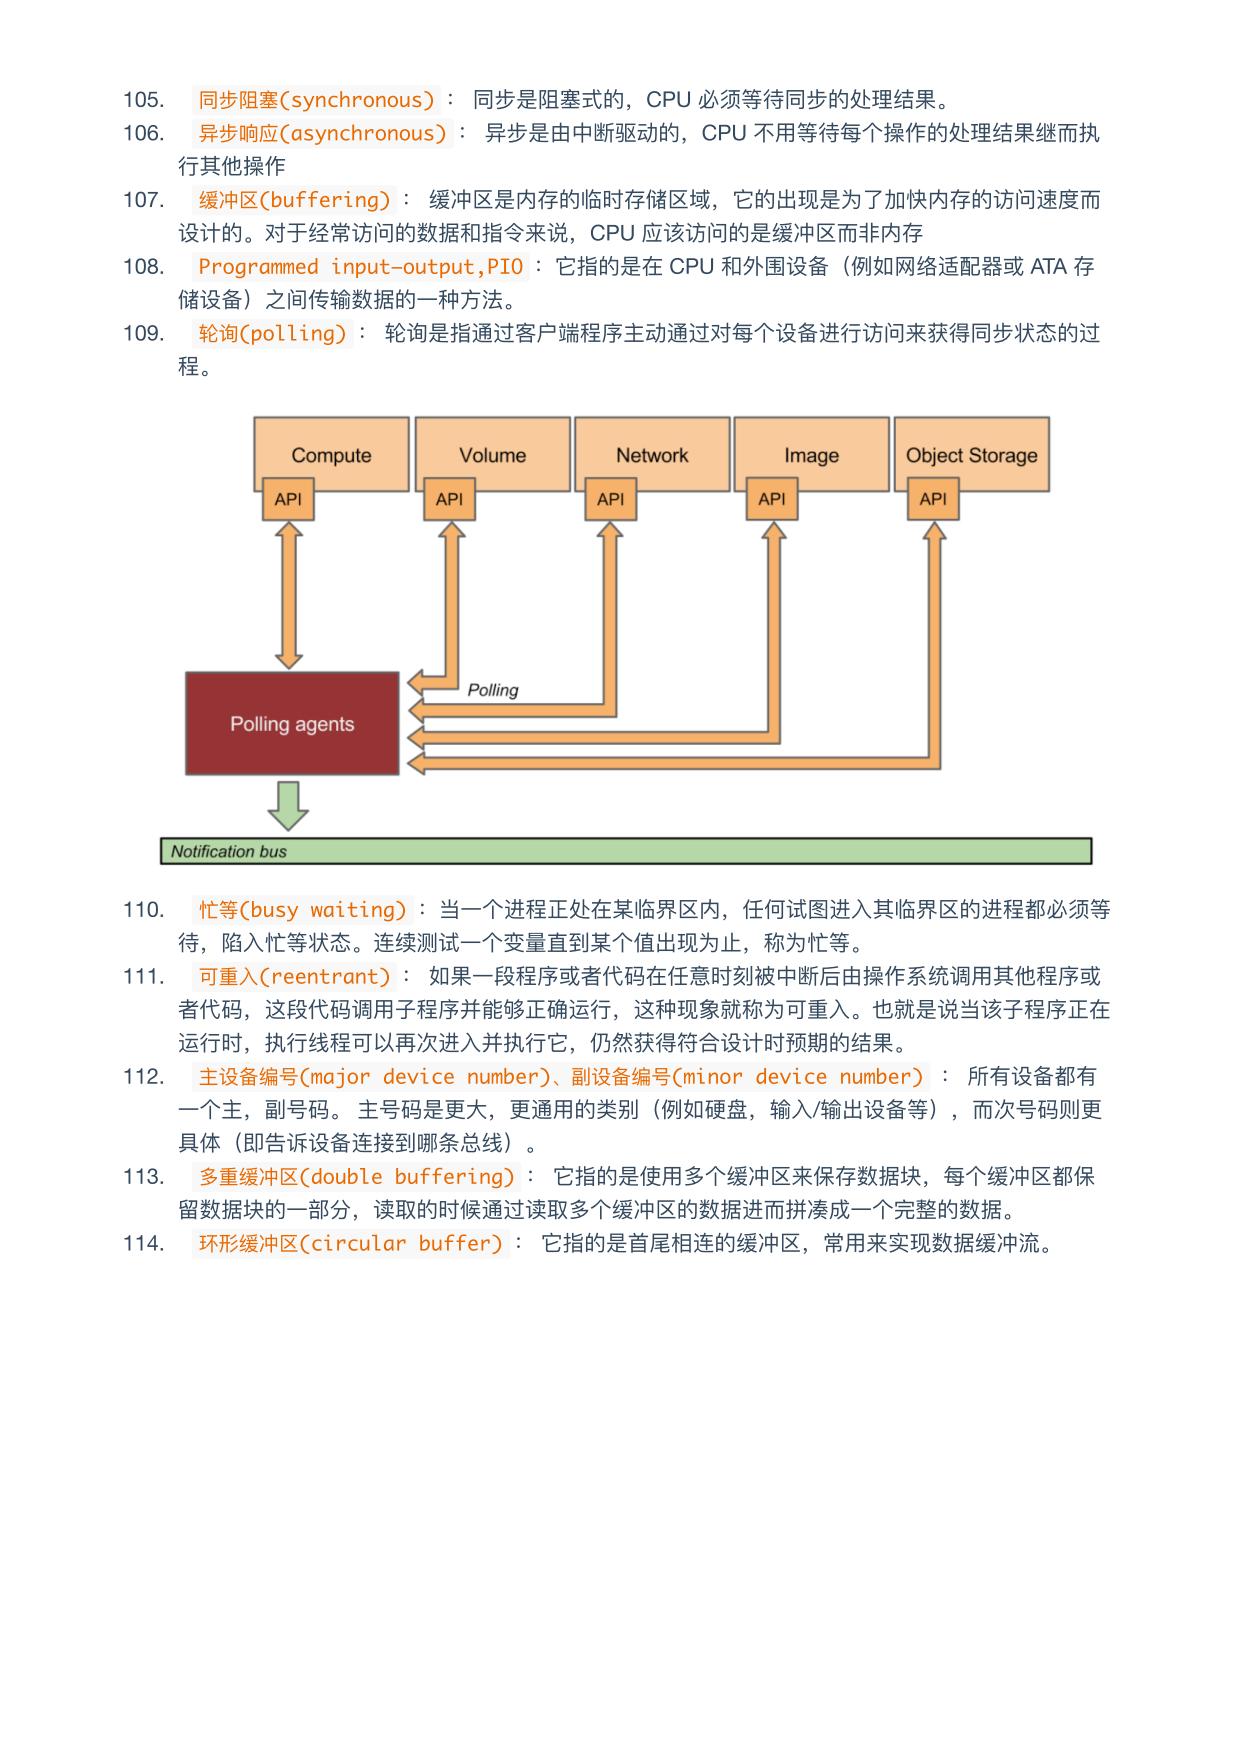 105. 同步阻塞(synchronous)： 同步是阻塞式的，CPU 必须等待同步的处理结果。
106. 异步响应(asynchronous)： 异步是由中断驱动的，CPU 不用等待每个操作的处理结果继而执
行其他操作
107. 缓冲区(buffering)： 缓冲区是内存的临时存储区域，它的出现是为了加快内存的访问速度而
设计的。对于经常访问的数据和指令来说，CPU 应该访问的是缓冲区而非内存
108. Programmed input–output,PIO： 它指的是在 CPU 和外围设备（例如网络适配器或 ATA 存
储设备）之间传输数据的一种方法。
109. 轮询(polling)： 轮询是指通过客户端程序主动通过对每个设备进行访问来获得同步状态的过
程。
Compute Volume Network Image Object Storage
API API API API API
Polling
Polling agents
Notification bus
110. 忙等(busy waiting)： 当一个进程正处在某临界区内，任何试图进入其临界区的进程都必须等
待，陷入忙等状态。连续测试一个变量直到某个值出现为止，称为忙等。
111. 可重入(reentrant)： 如果一段程序或者代码在任意时刻被中断后由操作系统调用其他程序或
者代码，这段代码调用子程序并能够正确运行，这种现象就称为可重入。也就是说当该子程序正在
运行时，执行线程可以再次进入并执行它，仍然获得符合设计时预期的结果。
112. 主设备编号(major device number)、副设备编号(minor device number)： 所有设备都有
一个主，副号码。 主号码是更大，更通用的类别（例如硬盘，输入/输出设备等），而次号码则更
具体（即告诉设备连接到哪条总线）。
113. 多重缓冲区(double buffering)： 它指的是使用多个缓冲区来保存数据块，每个缓冲区都保
留数据块的一部分，读取的时候通过读取多个缓冲区的数据进而拼凑成一个完整的数据。
114. 环形缓冲区(circular buffer)： 它指的是首尾相连的缓冲区，常用来实现数据缓冲流。